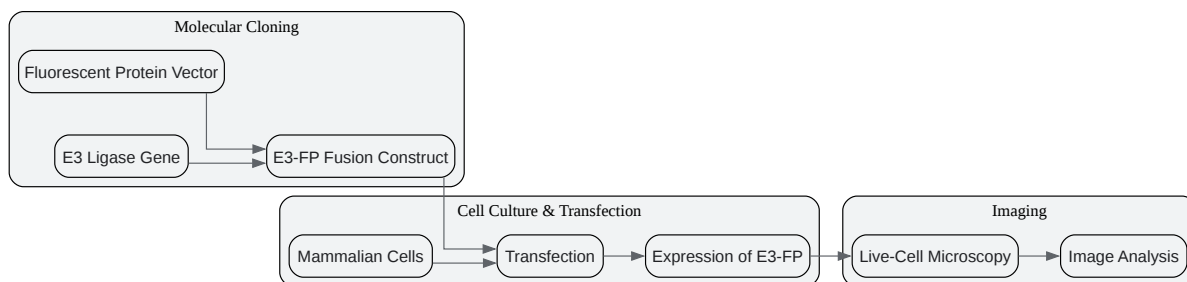 Molecular Cloning
Fluorescent Protein Vector
E3 Ligase Gene
E3-FP Fusion Construct
Cell Culture & Transfection
Mammalian Cells
Transfection
Expression of E3-FP
Imaging
Live-Cell Microscopy
Image Analysis